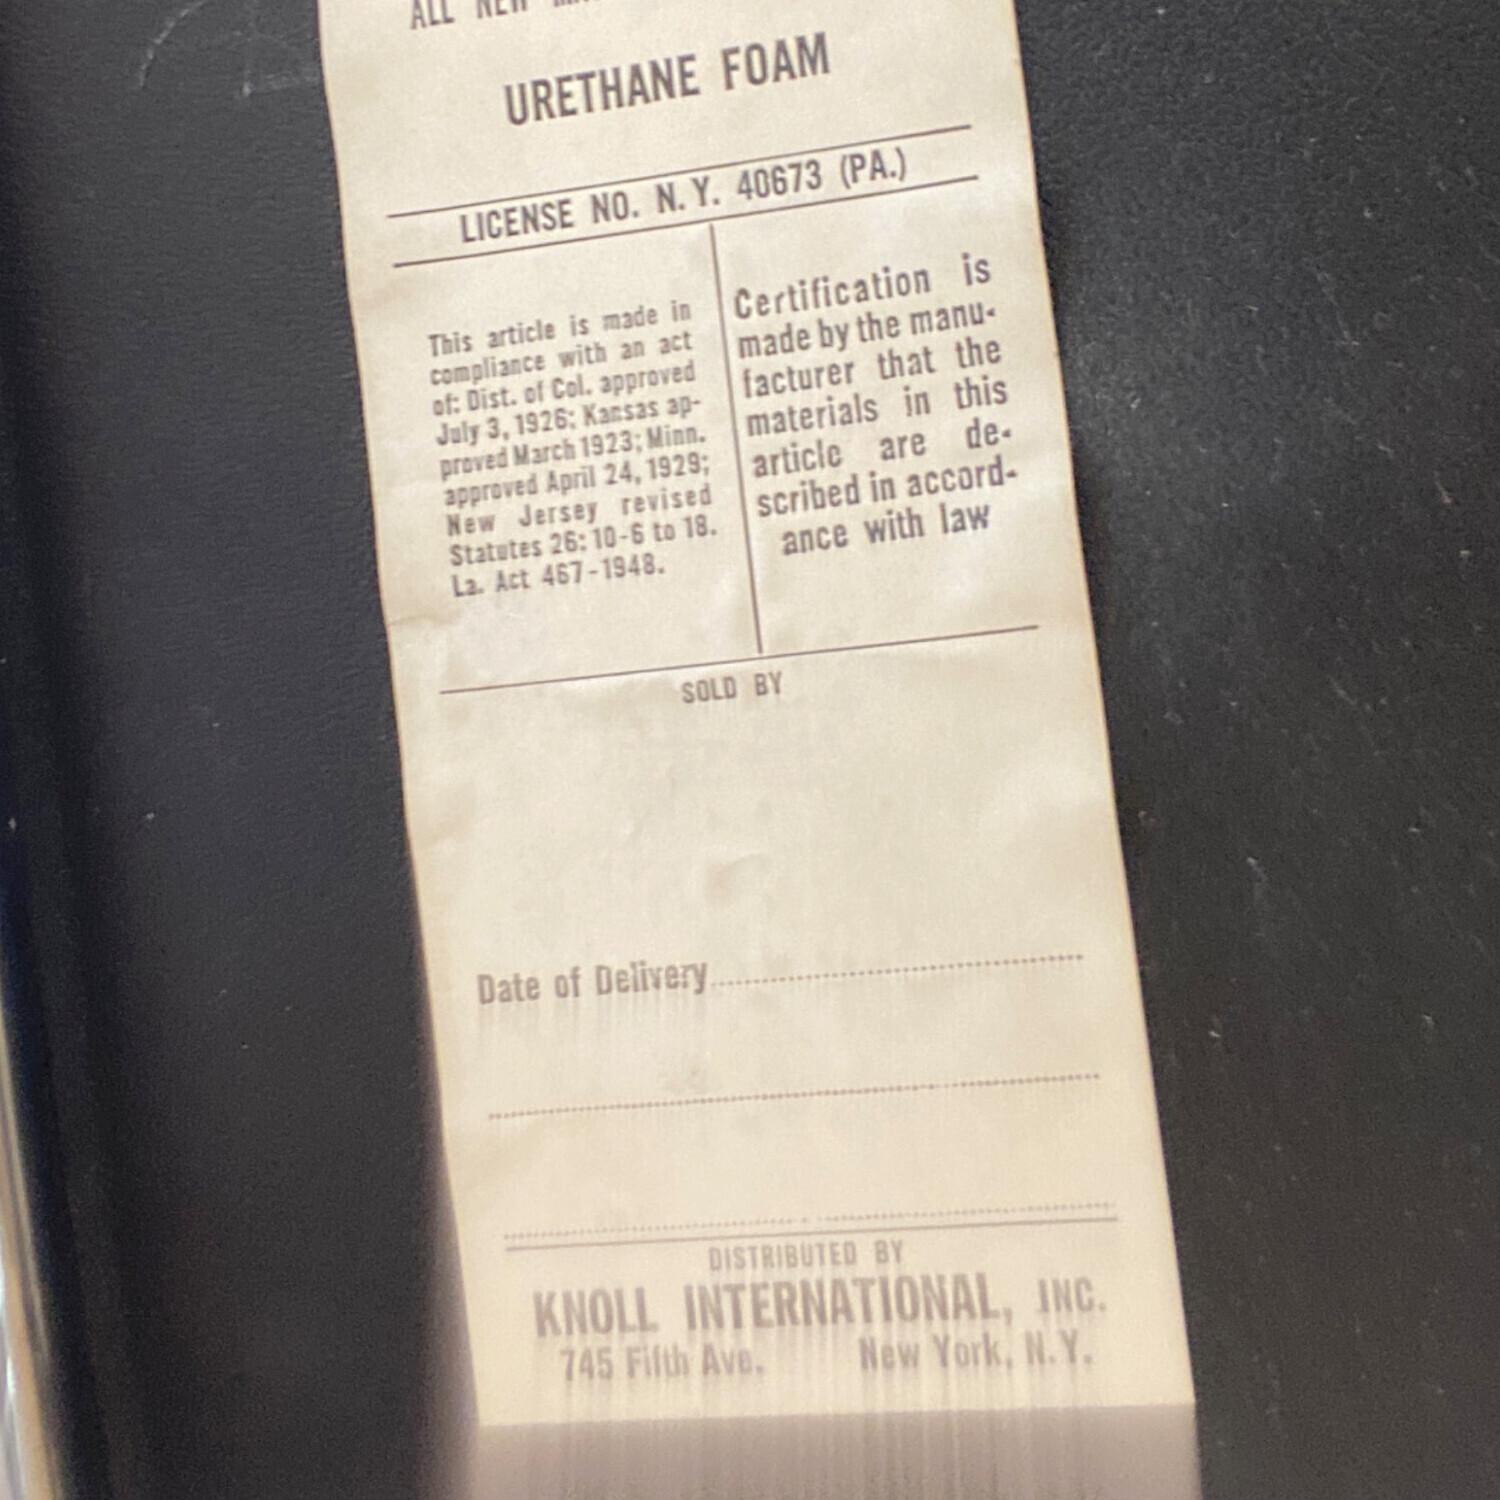 ALL NEW
URETHANE FOAM
LICENSE NO. N.Y. 40673 (PA.)
This article is made in
compliance with an act
of: Dist. of Col. approved
July 3, 1926; Kansas ap-
proved March 1923; Minn.
approved April 24, 1929;
New Jersey revised
Statutes 26: 10-6 to 18.
La. Act 467-1948.
Certification is
made by the manu-
facturer that the
materials in this
article are de-
scribed in accord-
ance with law
SOLD BY
Date of Delivery
DISTRIBUTED BY
KNOLL INTERNATIONAL, INC.
745 Fifth Ave. New York, N.Y.